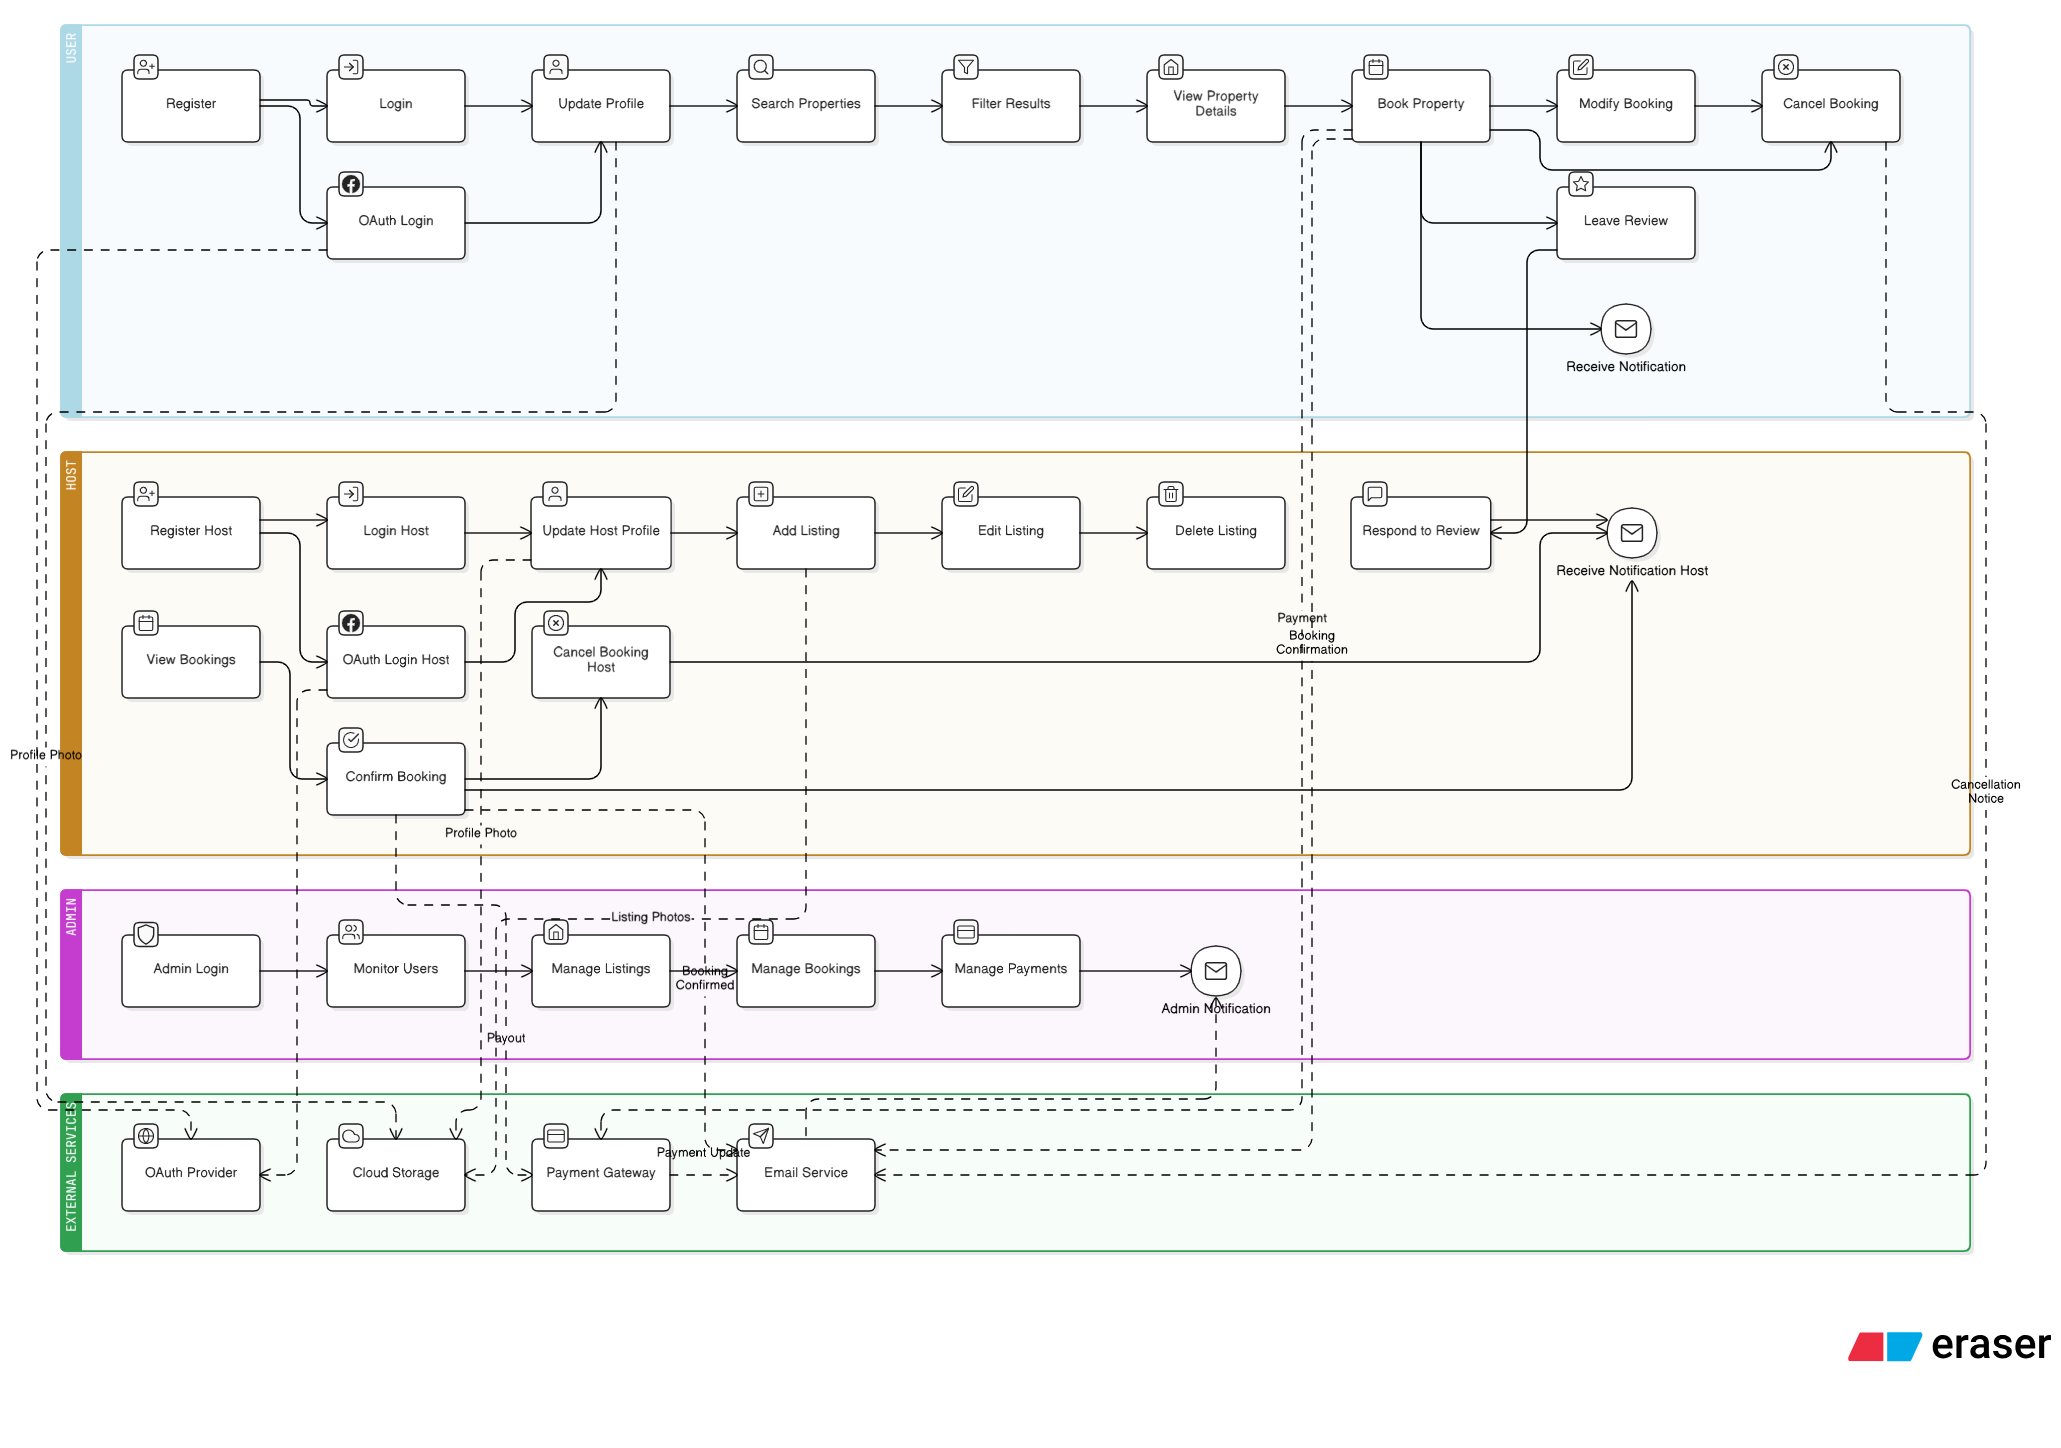 USER
Register
Login
Update Profile
Search Properties
Filter Results
View Property
Details
Book Property
Modify Booking
Cancel Booking
OAuth Login
Leave Review
Receive Notification
HOST
Register Host
Login Host
Update Host Profile
Add Listing
Edit Listing
Delete Listing
Respond to Review
Receive Notification Host
View Bookings
OAuth Login Host
Cancel Booking
Host
Payment
Booking
Confirmation
Profile Photo
Confirm Booking
Cancellation
Notice
Profile Photo
ADMIN
Listing Photos
Admin Login
Monitor Users
Manage Listings
Booking
Confirmed
Manage Bookings
Manage Payments
Admin Notification
Payout
EXTERNAL SERVICES
OAuth Provider
Cloud Storage
Payment Gateway
Payment Update
Email Service
eraser